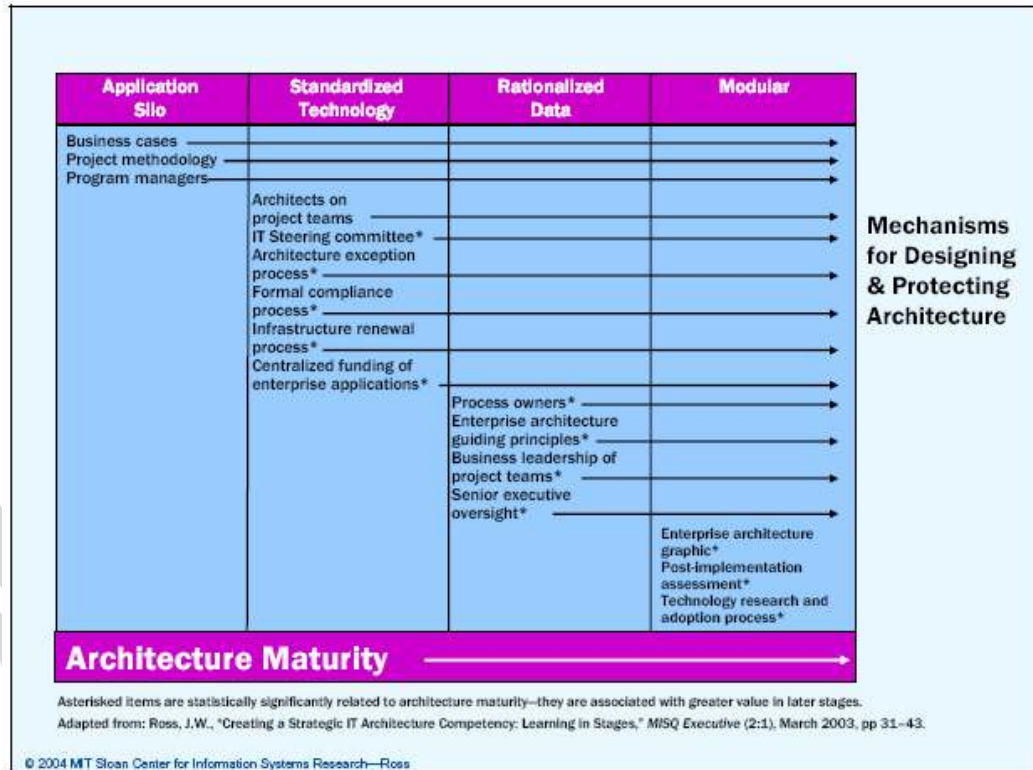 Application
Silo
Standardized
Technology
Rationalized
Data
Modular
Business cases
Project methodology
Program managers
Architects on
project teams
IT Steering committee*
Architecture exception
process*
Formal compliance
process*
Infrastructure renewal
process*
Centralized funding of
enterprise applications*
Process owners*
Enterprise architecture
guiding principles*
Business leadership of
project teams*
Senior executive
oversight*
Enterprise architecture
graphic*
Post-implementation
assessment*
Technology research and
adoption process*
Mechanisms
for Designing
& Protecting
Architecture
Architecture Maturity
Asterisked items are statistically significantly related to architecture maturity—they are associated with greater value in later stages.
Adapted from: Ross, J.W., "Creating a Strategic IT Architecture Competency: Learning in Stages," MISQ Executive (2:1), March 2003, pp 31–43.
© 2004 MIT Sloan Center for Information Systems Research—Ross